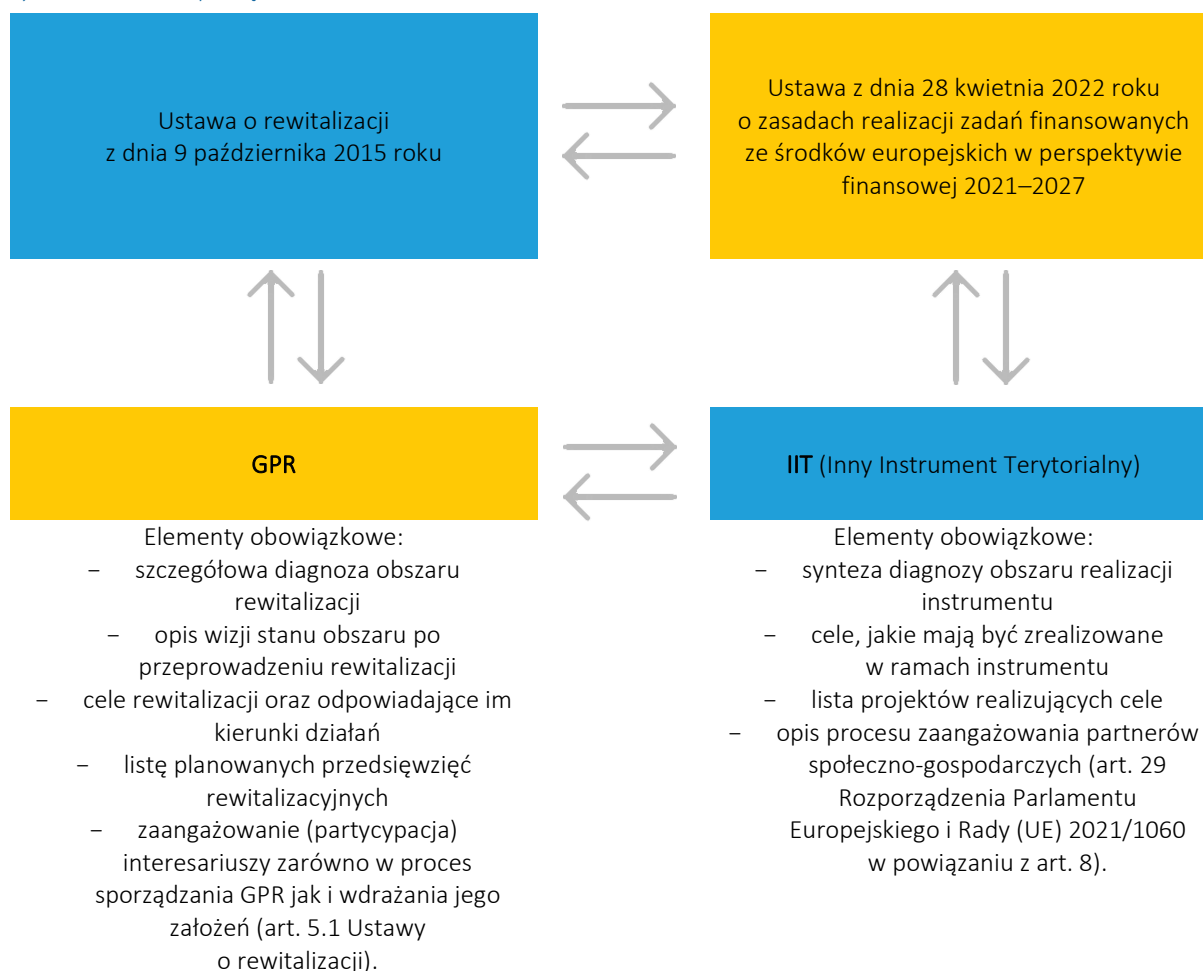 Ustawa o rewitalizacji
z dnia 9 października 2015 roku
Ustawa z dnia 28 kwietnia 2022 roku
o zasadach realizacji zadań finansowanych
ze środków europejskich w perspektywie
finansowej 2021–2027
GPR
IIT (Inny Instrument Terytorialny)
Elementy obowiązkowe:
– szczegółowa diagnoza obszaru
rewitalizacji
– opis wizji stanu obszaru po
przeprowadzeniu rewitalizacji
– cele rewitalizacji oraz odpowiadające im
kierunki działań
– listę planowanych przedsięwzięć
rewitalizacyjnych
– zaangażowanie (partycypacja)
interesariuszy zarówno w proces
sporządzania GPR jak i wdrażania jego
założeń (art. 5.1 Ustawy
o rewitalizacji).
Elementy obowiązkowe:
– synteza diagnozy obszaru realizacji
instrumentu
– cele, jakie mają być zrealizowane
w ramach instrumentu
– lista projektów realizujących cele
– opis procesu zaangażowania partnerów
społeczno-gospodarczych (art. 29
Rozporządzenia Parlamentu
Europejskiego i Rady (UE) 2021/1060
w powiązaniu z art. 8).